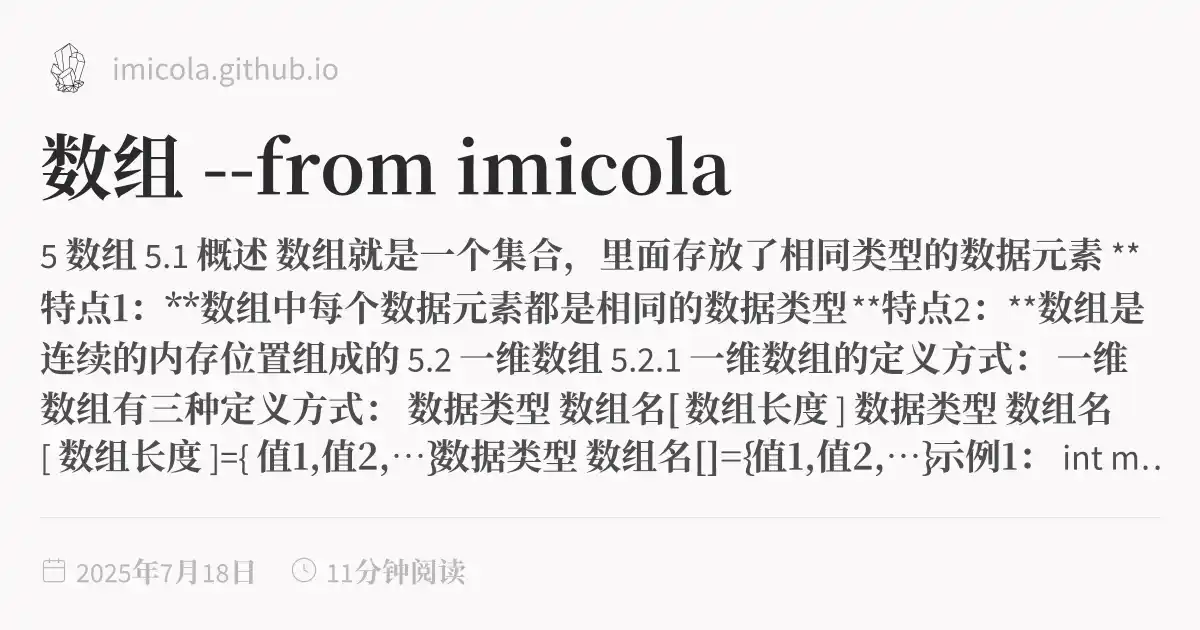 imicola.github.io
数组 --from imicola
5 数组 5.1 概述 数组就是一个集合，里面存放了相同类型的数据元素 **
特点1：**数组中每个数据元素都是相同的数据类型**特点2：**数组是
连续的内存位置组成的 5.2 一维数组 5.2.1 一维数组的定义方式： 一维
数组有三种定义方式： 数据类型 数组名[ 数组长度 ] 数据类型 数组名
[ 数组长度 ]={ 值1,值2,…}数据类型 数组名[]={值1,值2,…}示例1： int m…
2025年7月18日 11分钟阅读